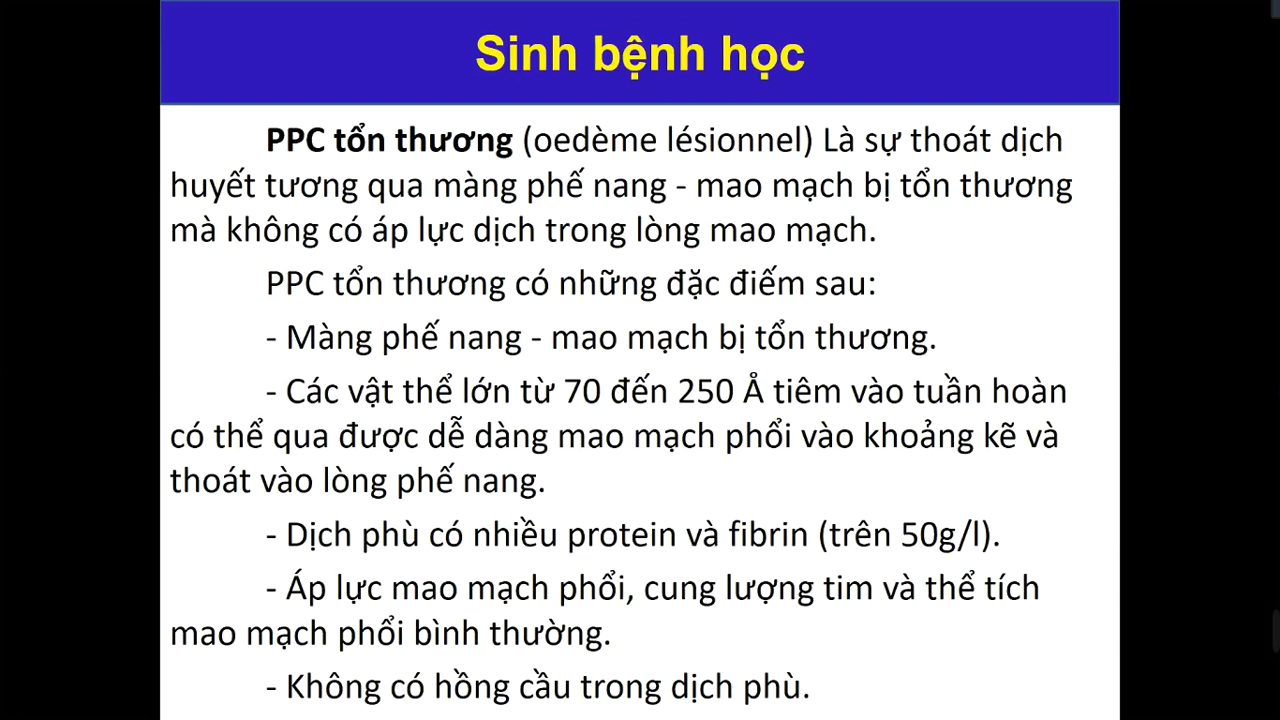 Sinh bệnh học
PPC tổn thương (oedème lésionnel) Là sự thoát dịch
huyết tương qua màng phế nang - mao mạch bị tổn thương
mà không có áp lực dịch trong lòng mao mạch.
PPC tổn thương có những đặc điếm sau:
- Màng phế nang - mao mạch bị tổn thương.
- Các vật thể lớn từ 70 đến 250 Å tiêm vào tuần hoàn
có thể qua được dễ dàng mao mạch phổi vào khoảng kẽ và
thoát vào lòng phế nang.
- Dịch phù có nhiều protein và fibrin (trên 50g/l).
- Áp lực mao mạch phổi, cung lượng tim và thể tích
mao mạch phổi bình thường.
- Không có hồng cầu trong dịch phù.